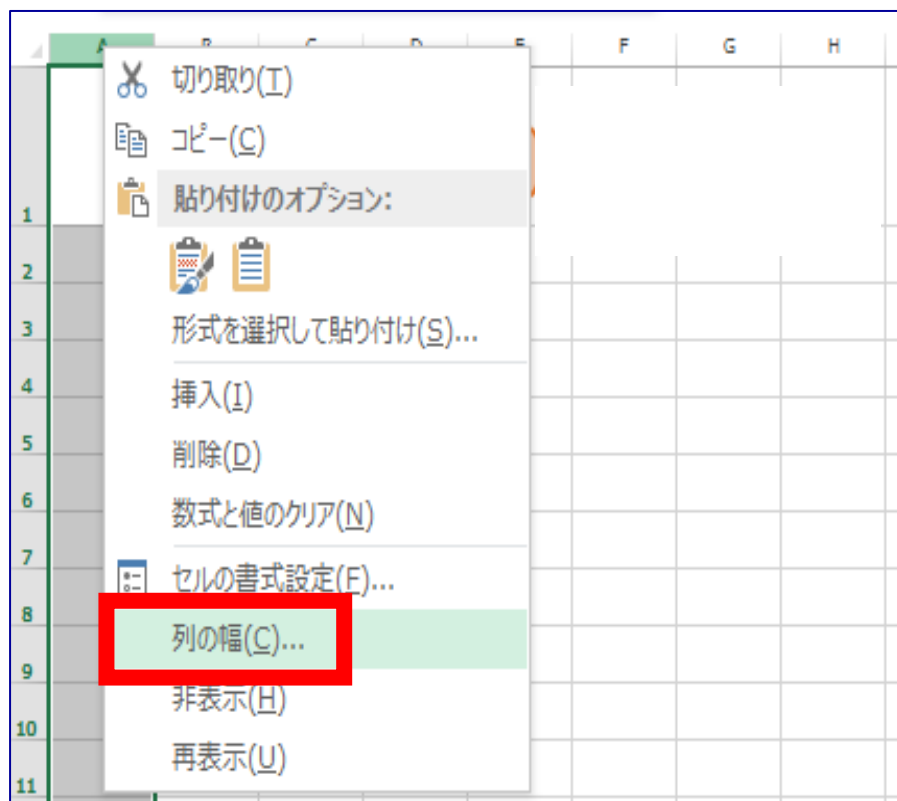 A B C D E F G H
切り取り(T)
コピー(C)
貼り付けのオプション:
1
2
形式を選択して貼り付け(S)...
3
挿入(I)
4
削除(D)
5
数式と値のクリア(N)
6
7
セルの書式設定(F)...
8
列の幅(C)...
9
非表示(H)
10
再表示(U)
11